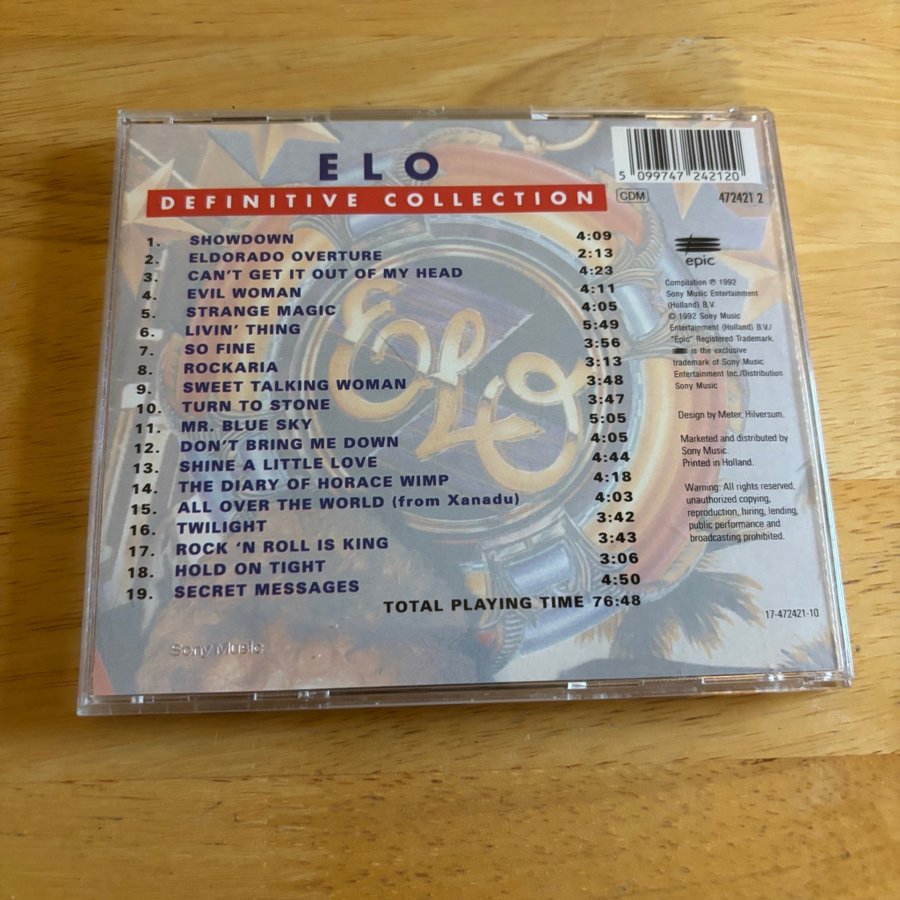 ELO
DEFINITIVE COLLECTION
1. SHOWDOWN 4:09
2. ELDORADO OVERTURE 2:13
3. CAN'T GET IT OUT OF MY HEAD 4:23
4. EVIL WOMAN 4:11
5. STRANGE MAGIC 4:05
6. LIVIN' THING 5:49
7. SO FINE 3:56
8. ROCKARIA 3:13
9. SWEET TALKING WOMAN 3:48
10. TURN TO STONE 3:47
11. MR. BLUE SKY 5:05
12. DON'T BRING ME DOWN 4:05
13. SHINE A LITTLE LOVE 4:44
14. THE DIARY OF HORACE WIMP 4:18
15. ALL OVER THE WORLD (from Xanadu) 4:03
16. TWILIGHT 3:42
17. ROCK 'N ROLL IS KING 3:43
18. HOLD ON TIGHT 3:06
19. SECRET MESSAGES 4:50
TOTAL PLAYING TIME 76:48
Sony Music
ELO
5 099747 242120
CDM 472421 2
epic
Compilation ℗ 1992
Sony Music Entertainment
(Holland) B.V.
© 1992 Sony Music
Entertainment (Holland) B.V./
"Epic" Registered Trademark.
is the exclusive
trademark of Sony Music
Entertainment Inc./Distribution
Sony Music
Design by Meter, Hilversum.
Marketed and distributed by
Sony Music.
Printed in Holland.
Warning: All rights reserved,
unauthorized copying,
reproduction, hiring, lending,
public performance and
broadcasting prohibited.
17-472421-10